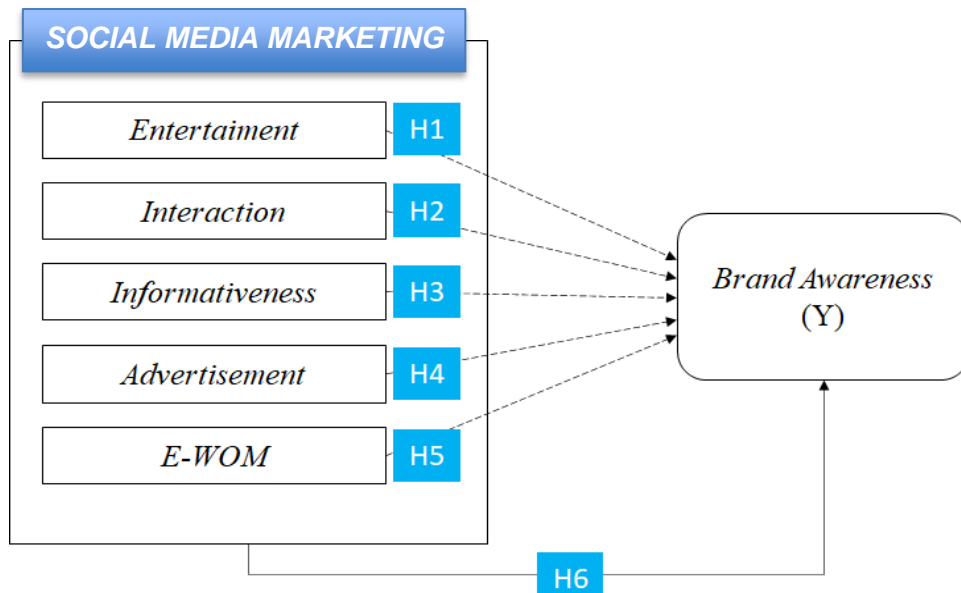 SOCIAL MEDIA MARKETING
Entertaiment
H1
Interaction
H2
Informativeness
H3
Advertisement
H4
E-WOM
H5
Brand Awareness
(Y)
H6